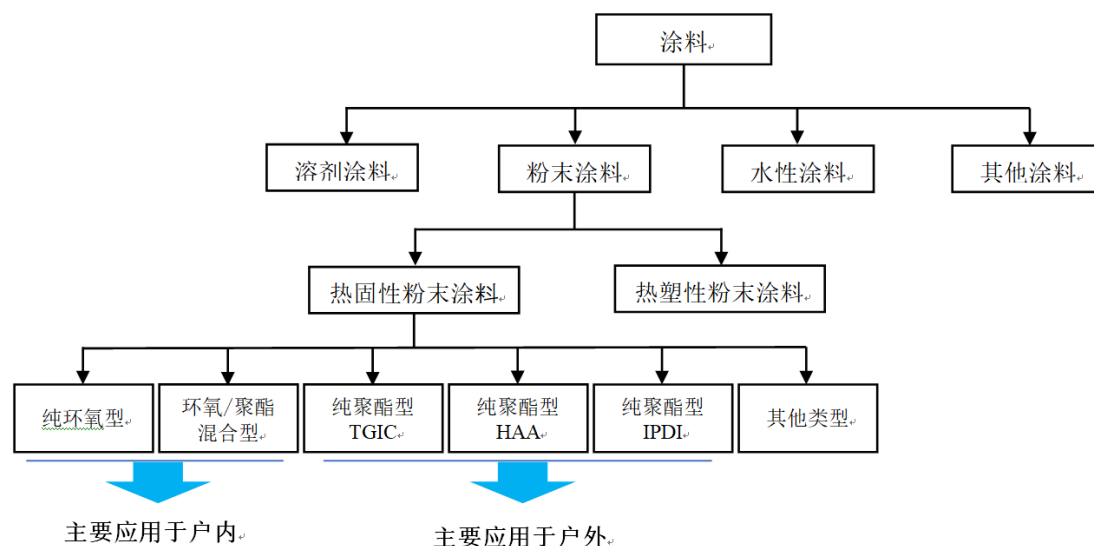 涂料
溶剂涂料
粉末涂料
水性涂料
其他涂料
热固性粉末涂料
热塑性粉末涂料
纯环氧型
环氧/聚酯
混合型
纯聚酯型
TGIC
纯聚酯型
HAA
纯聚酯型
IPDI
其他类型
主要应用于户内
主要应用于户外